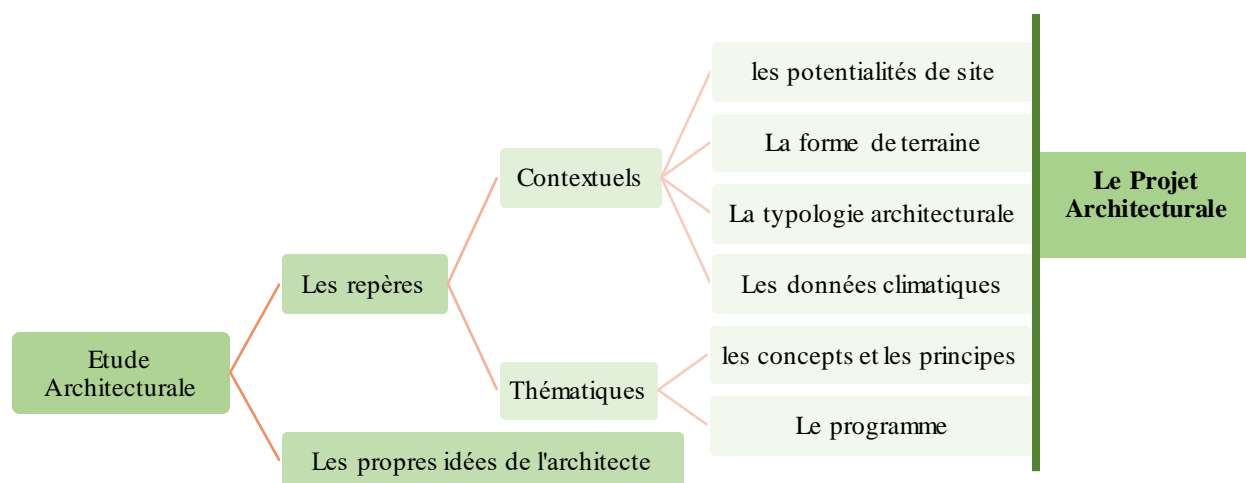 Etude
Architecturale
Les repères
Contextuels
les potentialités de site
La forme de terraine
La typologie architecturale
Les données climatiques
Thématiques
les concepts et les principes
Le programme
Les propres idées de l'architecte
Le Projet
Architecturale